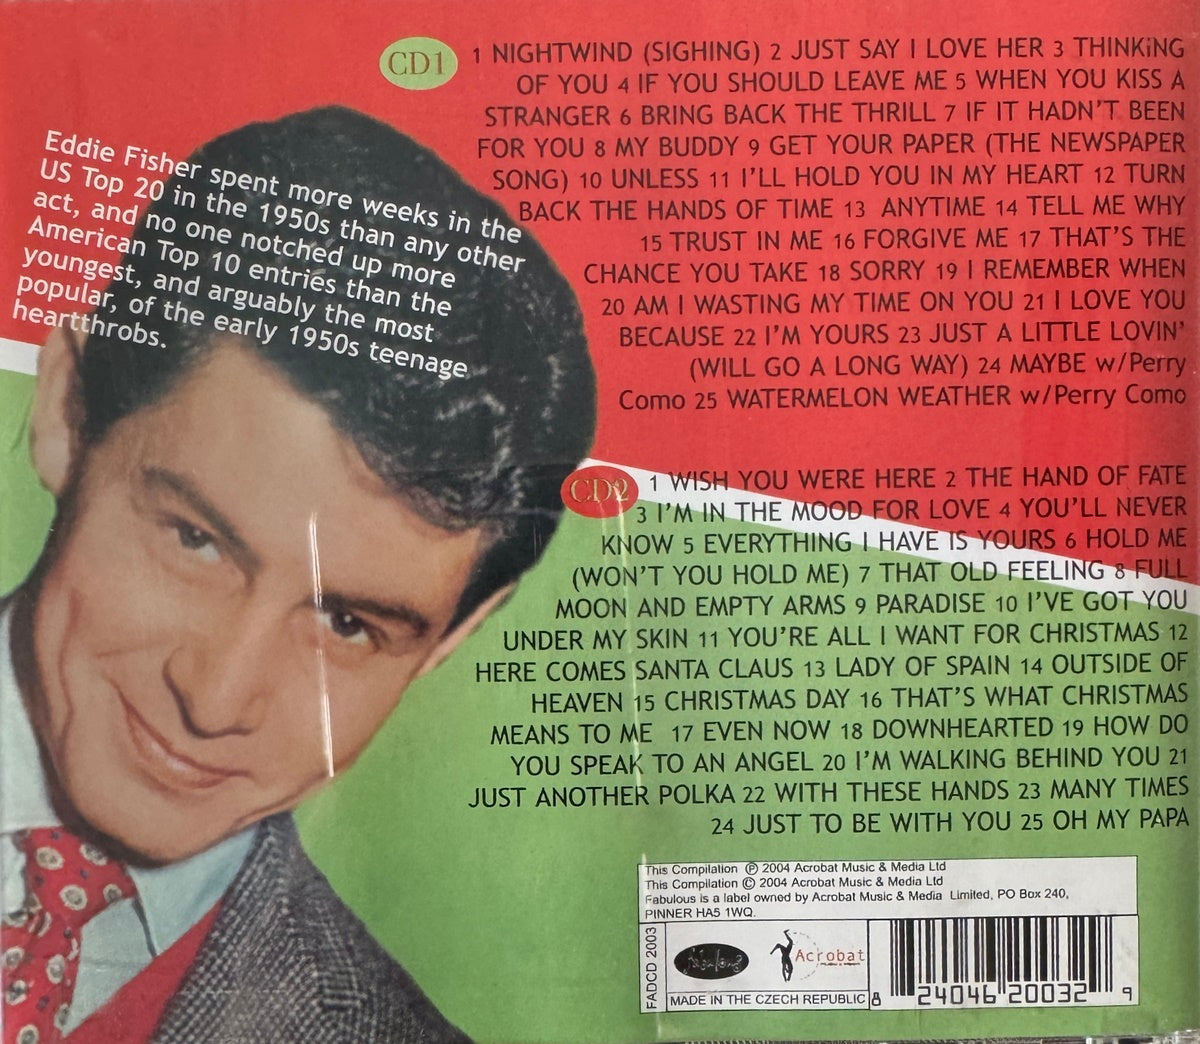 Eddie Fisher spent more weeks in the
US Top 20 in the 1950s than any other
act, and no one notched up more
American Top 10 entries than the
youngest, and arguably the most
popular, of the early 1950s teenage
heartthrobs.
CD1
1 NIGHTWIND (SIGHING) 2 JUST SAY I LOVE HER 3 THINKiNG
OF YOU 4 IF YOU SHOULD LEAVE ME 5 WHEN YOU KISS A
STRANGER 6 BRING BACK THE THRILL 7 IF IT HADN'T BEEN
FOR YOU 8 MY BUDDY 9 GET YOUR PAPER (THE NEWSPAPER
SONG) 10 UNLESS 11 I'LL HOLD YOU IN MY HEART 12 TURN
BACK THE HANDS OF TIME 13 ANYTIME 14 TELL ME WHY
15 TRUST IN ME 16 FORGIVE ME 17 THAT'S THE
CHANCE YOU TAKE 18 SORRY 19 I REMEMBER WHEN
20 AM I WASTING MY TIME ON YOU 21 I LOVE YOU
BECAUSE 22 I'M YOURS 23 JUST A LITTLE LOVIN'
(WILL GO A LONG WAY) 24 MAYBE w/Perry
Como 25 WATERMELON WEATHER w/Perry Como
CD2
1 WISH YOU WERE HERE 2 THE HAND OF FATE
3 I'M IN THE MOOD FOR LOVE 4 YOU'LL NEVER
KNOW 5 EVERYTHING I HAVE IS YOURS 6 HOLD ME
(WON'T YOU HOLD ME) 7 THAT OLD FEELING 8 FULL
MOON AND EMPTY ARMS 9 PARADISE 10 I'VE GOT YOU
UNDER MY SKIN 11 YOU'RE ALL I WANT FOR CHRISTMAS 12
HERE COMES SANTA CLAUS 13 LADY OF SPAIN 14 OUTSIDE OF
HEAVEN 15 CHRISTMAS DAY 16 THAT'S WHAT CHRISTMAS
MEANS TO ME 17 EVEN NOW 18 DOWNHEARTED 19 HOW DO
YOU SPEAK TO AN ANGEL 20 I'M WALKING BEHIND YOU 21
JUST ANOTHER POLKA 22 WITH THESE HANDS 23 MANY TIMES
24 JUST TO BE WITH YOU 25 OH MY PAPA
This Compilation Ⓟ 2004 Acrobat Music & Media Ltd
This Compilation © 2004 Acrobat Music & Media Ltd
Fabulous is a label owned by Acrobat Music & Media Limited, PO Box 240,
PINNER HA5 1WQ.
FADCD 2003
Acrobat
MADE IN THE CZECH REPUBLIC
8 24046 20032 9